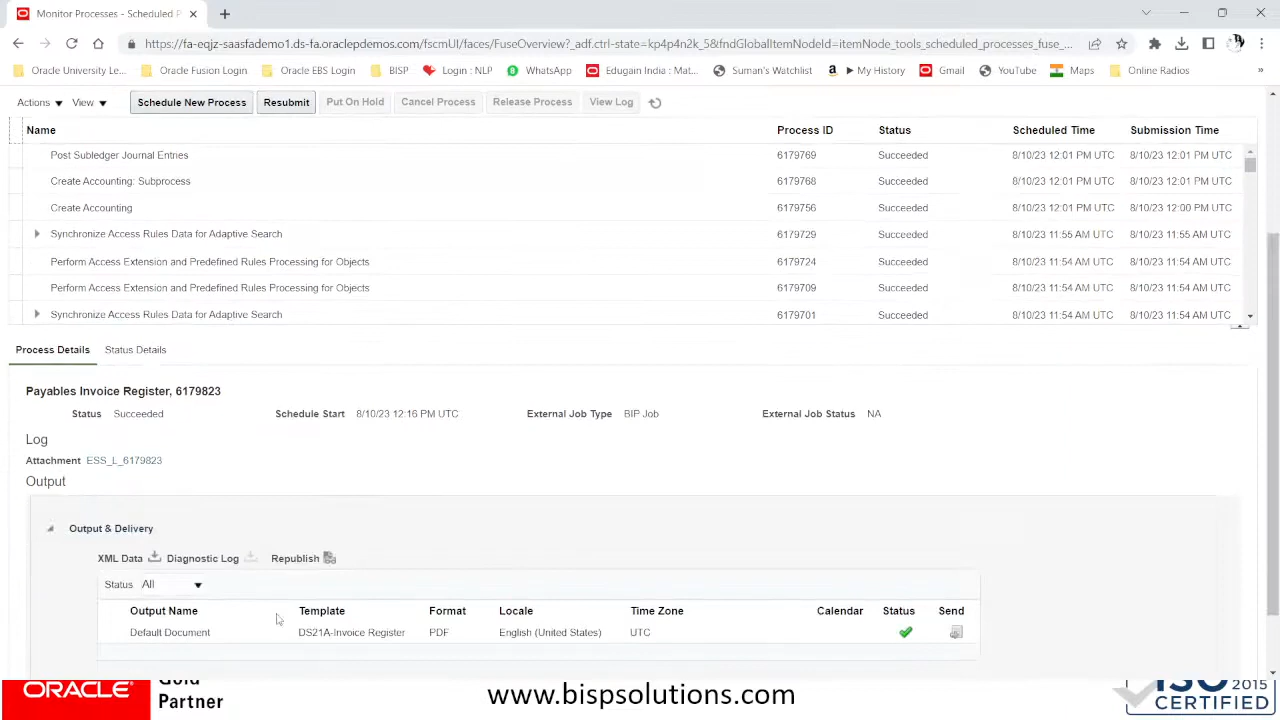 Monitor Processes - Scheduled P
https://fa-eqjz-saasfademo1.ds-fa.oraclepdemos.com/fscmUI/faces/FuseOverview?_adf.ctrl-state=kp4p4n2k_58&fndGlobalItemNodeId=itemNode_tools_scheduled_processes_fuse_...
Oracle University Le... Oracle Fusion Login Oracle EBS Login BISP Login : NLP WhatsApp Edugain India : Mat... Suman's Watchlist My History Gmail YouTube Maps Online Radios »
Actions View Schedule New Process Resubmit Put On Hold Cancel Process Release Process View Log
Name Process ID Status Scheduled Time Submission Time
Post Subledger Journal Entries 6179769 Succeeded 8/10/23 12:01 PM UTC 8/10/23 12:01 PM UTC
Create Accounting: Subprocess 6179768 Succeeded 8/10/23 12:01 PM UTC 8/10/23 12:01 PM UTC
Create Accounting 6179756 Succeeded 8/10/23 12:01 PM UTC 8/10/23 12:00 PM UTC
Synchronize Access Rules Data for Adaptive Search 6179729 Succeeded 8/10/23 11:55 AM UTC 8/10/23 11:55 AM UTC
Perform Access Extension and Predefined Rules Processing for Objects 6179724 Succeeded 8/10/23 11:54 AM UTC 8/10/23 11:54 AM UTC
Perform Access Extension and Predefined Rules Processing for Objects 6179709 Succeeded 8/10/23 11:54 AM UTC 8/10/23 11:54 AM UTC
Synchronize Access Rules Data for Adaptive Search 6179701 Succeeded 8/10/23 11:54 AM UTC 8/10/23 11:54 AM UTC
Process Details Status Details
Payables Invoice Register, 6179823
Status Succeeded Schedule Start 8/10/23 12:16 PM UTC External Job Type BIP Job External Job Status NA
Log
Attachment ESS_L_6179823
Output
Output & Delivery
XML Data Diagnostic Log Republish
Status All
Output Name Template Format Locale Time Zone Calendar Status Send
Default Document DS21A-Invoice Register PDF English (United States) UTC
ORACLE Gold
Partner
www.bispsolutions.com
ISO 2015
CERTIFIED